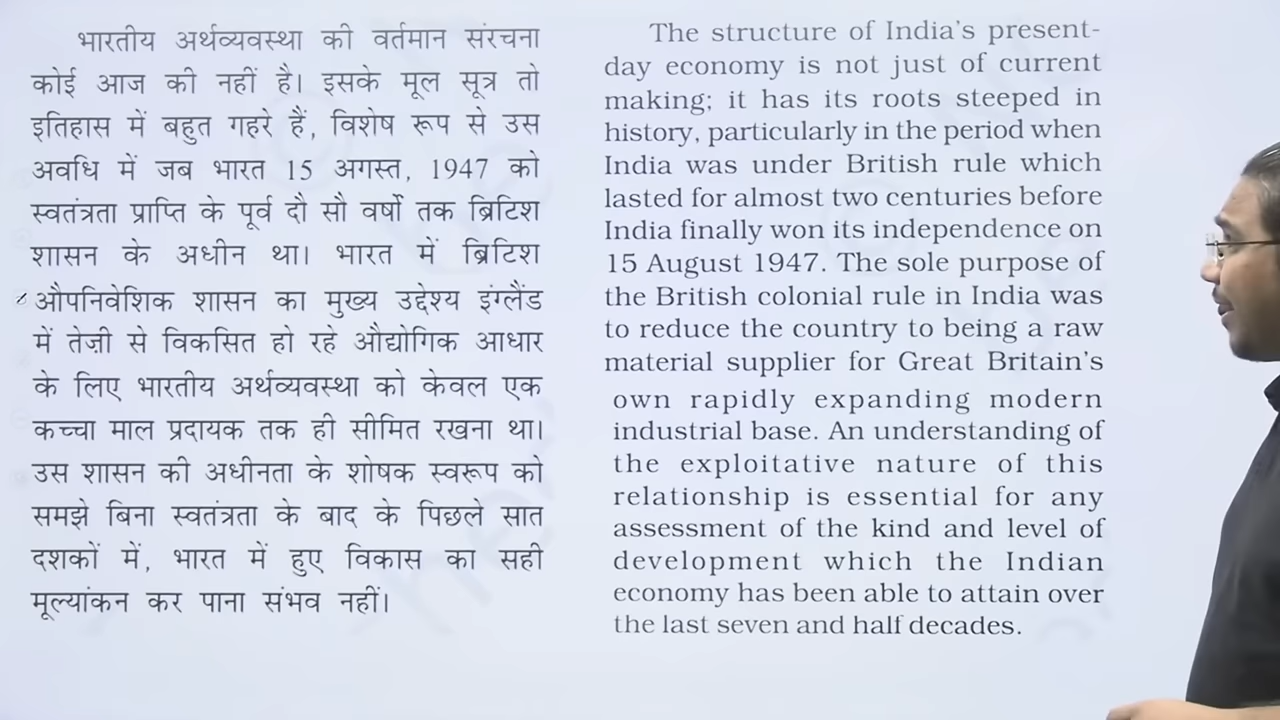 भारतीय अर्थव्यवस्था की वर्तमान संरचना
कोई आज की नहीं है। इसके मूल सूत्र तो
इतिहास में बहुत गहरे हैं, विशेष रूप से उस
अवधि में जब भारत 15 अगस्त, 1947 को
स्वतंत्रता प्राप्ति के पूर्व दौ सौ वर्षों तक ब्रिटिश
शासन के अधीन था। भारत में ब्रिटिश
औपनिवेशिक शासन का मुख्य उद्देश्य इंग्लैंड
में तेज़ी से विकसित हो रहे औद्योगिक आधार
के लिए भारतीय अर्थव्यवस्था को केवल एक
कच्चा माल प्रदायक तक ही सीमित रखना था।
उस शासन की अधीनता के शोषक स्वरूप को
समझे बिना स्वतंत्रता के बाद के पिछले सात
दशकों में, भारत में हुए विकास का सही
मूल्यांकन कर पाना संभव नहीं।
The structure of India's present-
day economy is not just of current
making; it has its roots steeped in
history, particularly in the period when
India was under British rule which
lasted for almost two centuries before
India finally won its independence on
15 August 1947. The sole purpose of
the British colonial rule in India was
to reduce the country to being a raw
material supplier for Great Britain's
own rapidly expanding modern
industrial base. An understanding of
the exploitative nature of this
relationship is essential for any
assessment of the kind and level of
development which the Indian
economy has been able to attain over
the last seven and half decades.